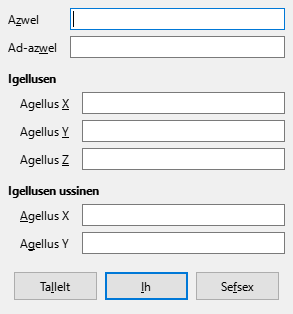 Azwel
Ad-azwel
Igellusen
Agellus X
Agellus Y
Agellus Z
Igellusen ussinen
Agellus X
Agellus Y
Tallelt Ih Sefsex